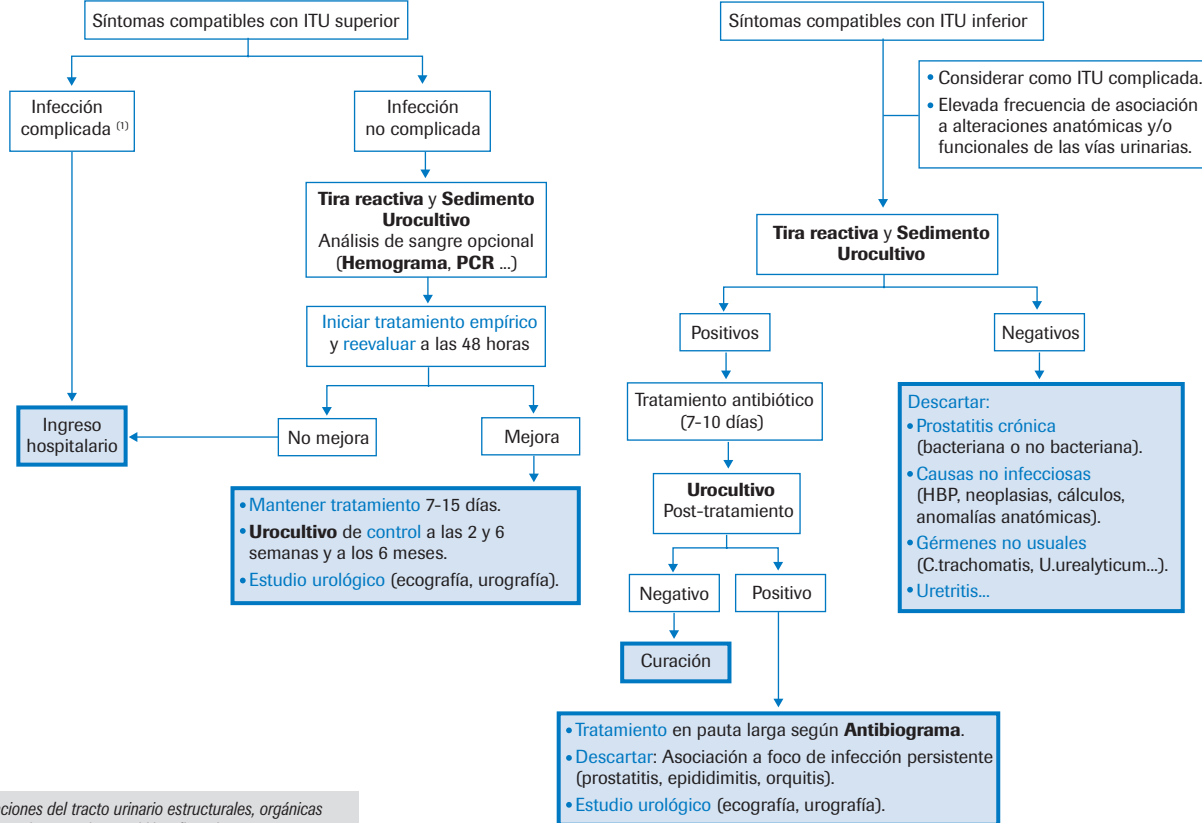 Síntomas compatibles con ITU superior
Infección
complicada (1)
Infección
no complicada
Tira reactiva y Sedimento
Urocultivo
Análisis de sangre opcional
(Hemograma, PCR ...)
Iniciar tratamiento empírico
y reevaluar a las 48 horas
Ingreso
hospitalario
No mejora
Mejora
• Mantener tratamiento 7-15 días.
• Urocultivo de control a las 2 y 6
semanas y a los 6 meses.
• Estudio urológico (ecografía, urografía).
Síntomas compatibles con ITU inferior
• Considerar como ITU complicada.
• Elevada frecuencia de asociación
a alteraciones anatómicas y/o
funcionales de las vías urinarias.
Tira reactiva y Sedimento
Urocultivo
Positivos
Negativos
Tratamiento antibiótico
(7-10 días)
Urocultivo
Post-tratamiento
Negativo
Positivo
Curación
Descartar:
• Prostatitis crónica
(bacteriana o no bacteriana).
• Causas no infecciosas
(HBP, neoplasias, cálculos,
anomalías anatómicas).
• Gérmenes no usuales
(C.trachomatis, U.urealyticum...).
• Uretritis...
• Tratamiento en pauta larga según Antibiograma.
• Descartar: Asociación a foco de infección persistente
(prostatitis, epididimitis, orquitis).
• Estudio urológico (ecografía, urografía).
del tracto urinario estructurales, orgánicas